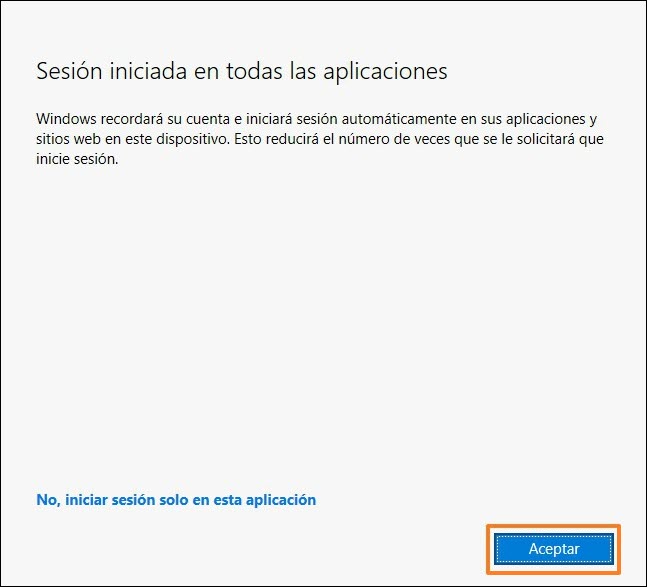 Sesión iniciada en todas las aplicaciones
Windows recordará su cuenta e iniciará sesión automáticamente en sus aplicaciones y
sitios web en este dispositivo. Esto reducirá el número de veces que se le solicitará que
inicie sesión.
No, iniciar sesión solo en esta aplicación
Aceptar